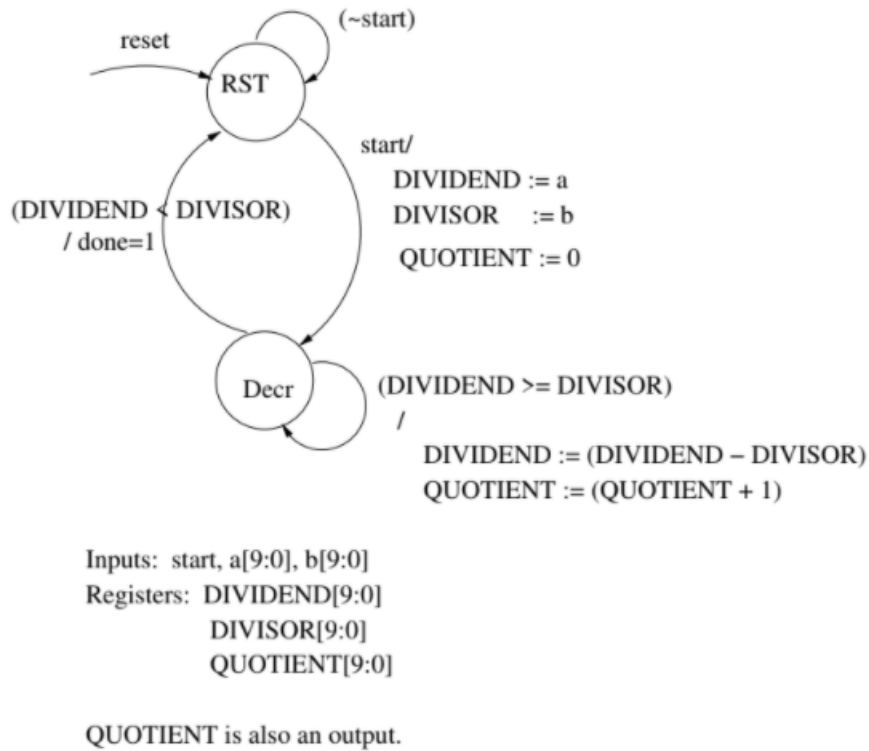 (~start)
reset
RST
start/
DIVIDEND := a
(DIVIDEND < DIVISOR)
DIVISOR := b
/ done=1
QUOTIENT := 0
Decr
(DIVIDEND >= DIVISOR)
/
DIVIDEND := (DIVIDEND – DIVISOR)
QUOTIENT := (QUOTIENT + 1)
Inputs: start, a[9:0], b[9:0]
Registers: DIVIDEND[9:0]
DIVISOR[9:0]
QUOTIENT[9:0]
QUOTIENT is also an output.